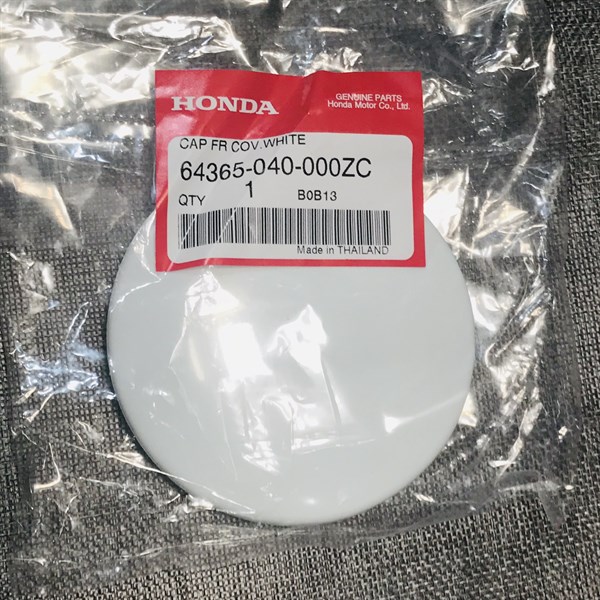 HONDA
GENUINE PARTS
Honda Motor Co., Ltd.
CAP FR COV.WHITE
64365-040-000ZC
QTY 1 B0B13
Made in THAILAND